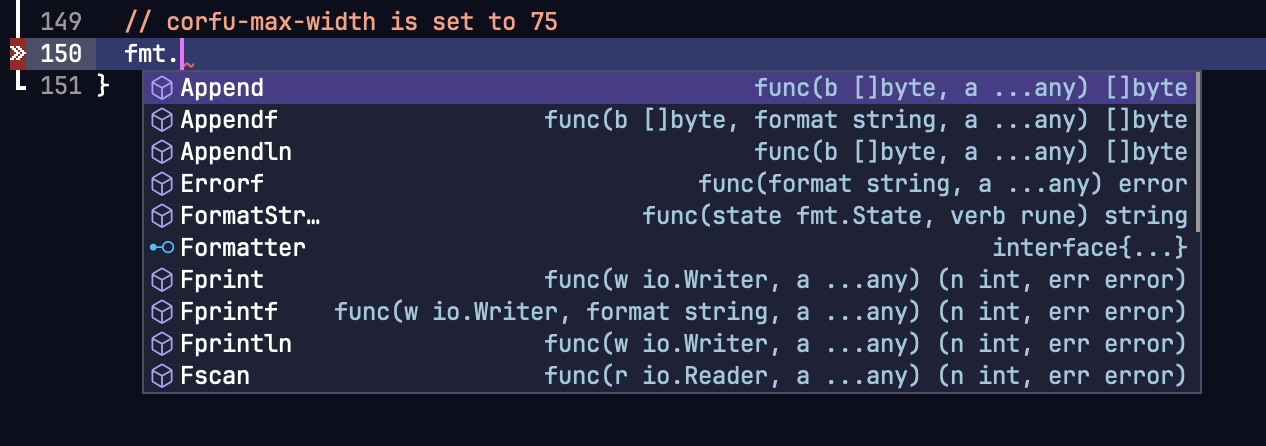 149 // corfu-max-width is set to 75
150 fmt.
151 }
Append func(b []byte, a ...any) []byte
Appendf func(b []byte, format string, a ...any) []byte
Appendln func(b []byte, a ...any) []byte
Errorf func(format string, a ...any) error
FormatStr… func(state fmt.State, verb rune) string
Formatter interface{...}
Fprint func(w io.Writer, a ...any) (n int, err error)
Fprintf func(w io.Writer, format string, a ...any) (n int, err error)
Fprintln func(w io.Writer, a ...any) (n int, err error)
Fscan func(r io.Reader, a ...any) (n int, err error)